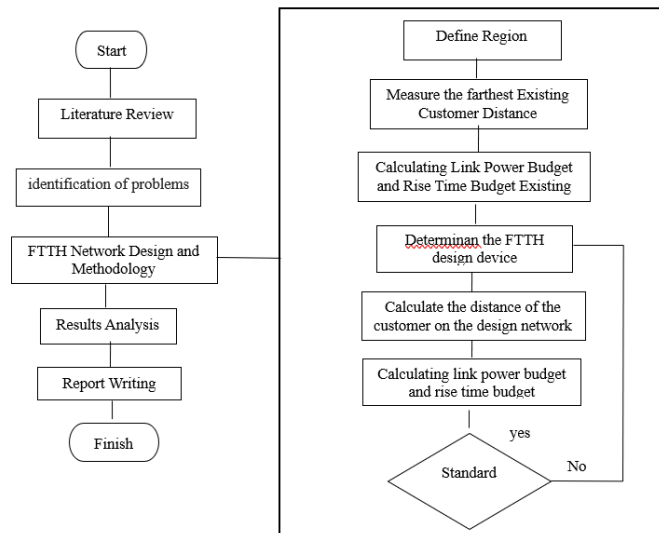 Start
Literature Review
identification of problems
FTTH Network Design and
Methodology
Results Analysis
Report Writing
Finish
Define Region
Measure the farthest Existing
Customer Distance
Calculating Link Power Budget
and Rise Time Budget Existing
Determinan the FTTH
design device
Calculate the distance of the
customer on the design network
Calculating link power budget
and rise time budget
yes
Standard
No